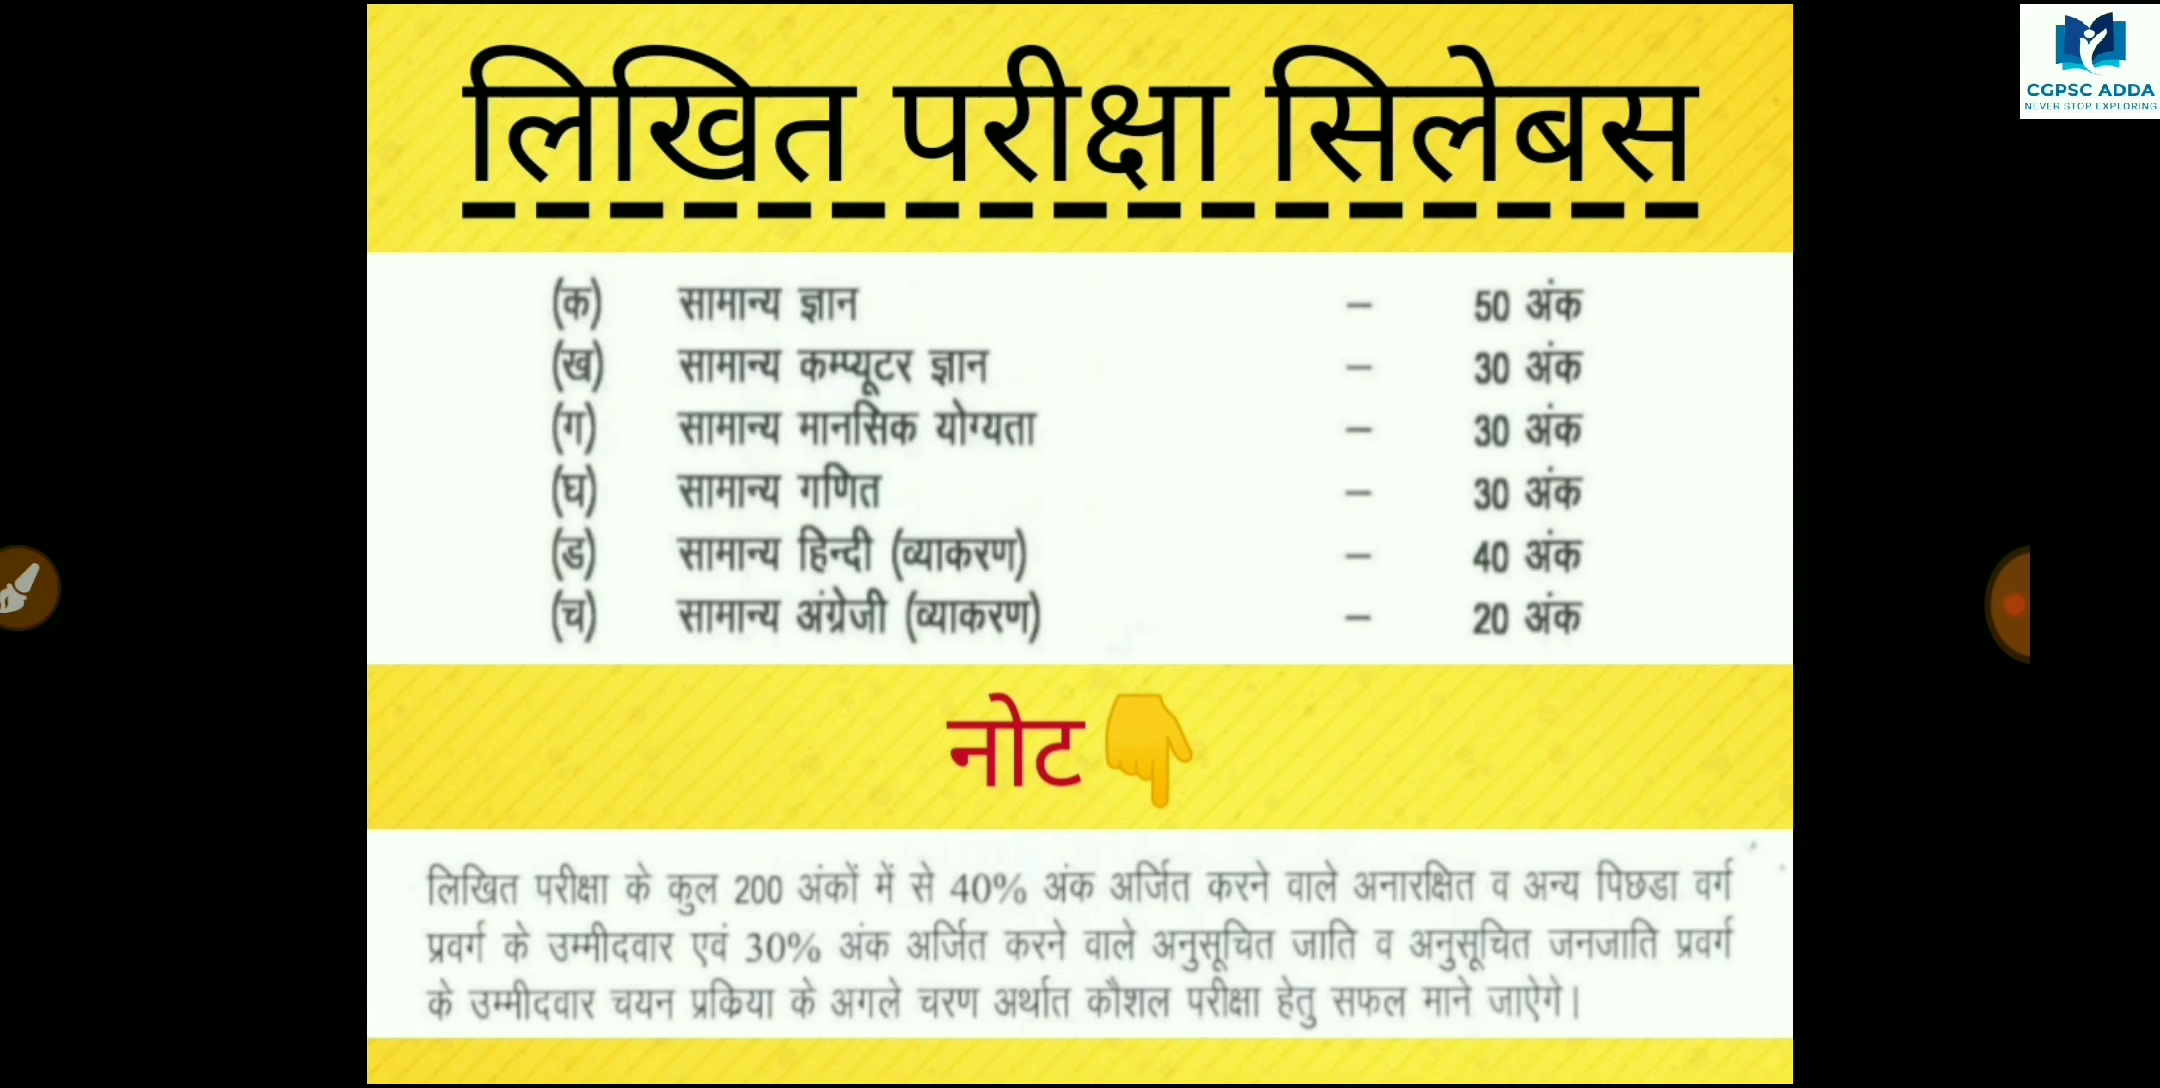 CGPSC ADDA
NEVER STOP EXPLORING
लिखित परीक्षा सिलेबस
(क) सामान्य ज्ञान – 50 अंक
(ख) सामान्य कम्प्यूटर ज्ञान – 30 अंक
(ग) सामान्य मानसिक योग्यता – 30 अंक
(घ) सामान्य गणित – 30 अंक
(ड) सामान्य हिन्दी (व्याकरण) – 40 अंक
(च) सामान्य अंग्रेजी (व्याकरण) – 20 अंक
नोट👇
लिखित परीक्षा के कुल 200 अंकों में से 40% अंक अर्जित करने वाले अनारक्षित व अन्य पिछडा वर्ग
प्रवर्ग के उम्मीदवार एवं 30% अंक अर्जित करने वाले अनुसूचित जाति व अनुसूचित जनजाति प्रवर्ग
के उम्मीदवार चयन प्रक्रिया के अगले चरण अर्थात कौशल परीक्षा हेतु सफल माने जाऐगे।